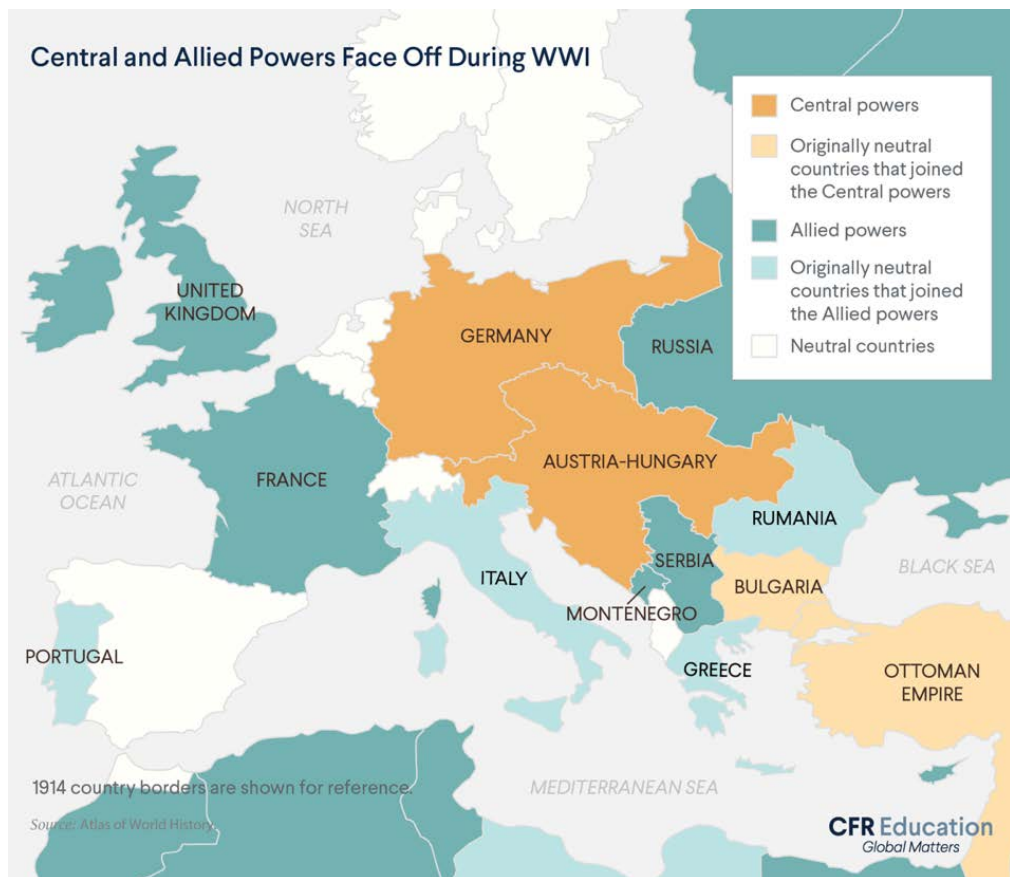 Central and Allied Powers Face Off During WWI
Central powers
Originally neutral
countries that joined
the Central powers
Allied powers
Originally neutral
countries that joined
the Allied powers
Neutral countries
NORTH
SEA
UNITED
KINGDOM
GERMANY
RUSSIA
ATLANTIC
OCEAN
FRANCE
AUSTRIA-HUNGARY
RUMANIA
SERBIA
BLACK SEA
ITALY
BULGARIA
MONTENEGRO
PORTUGAL
GREECE
OTTOMAN
EMPIRE
MEDITERRANEAN SEA
1914 country borders are shown for reference.
Source: Atlas of World History.
CFR Education
Global Matters